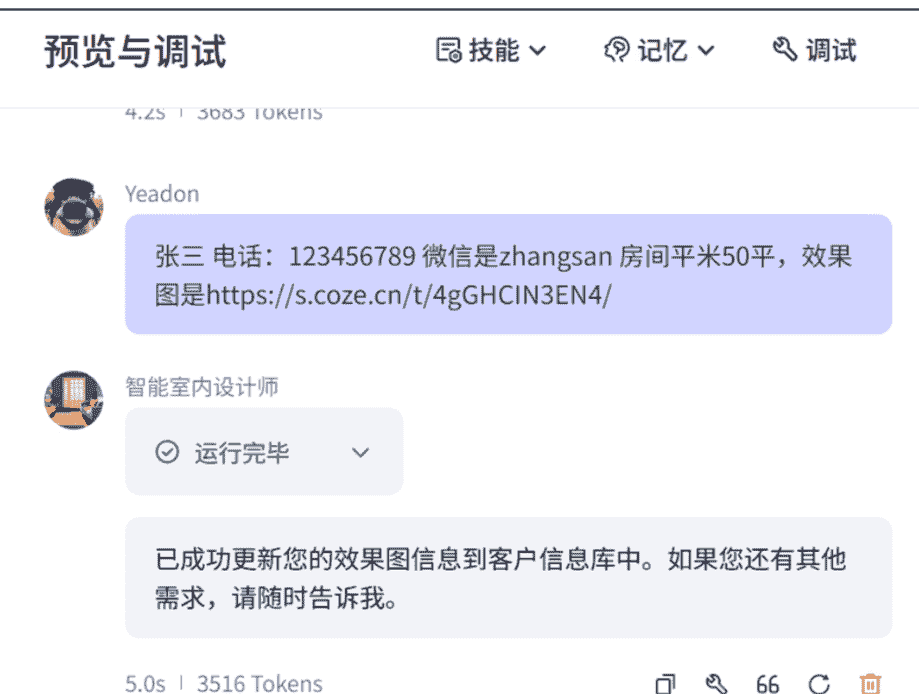 预览与调试
技能
记忆
调试
4.2s | 3683 Tokens
Yeadon
张三 电话：123456789 微信是zhangsan 房间平米50平，效果
图是https://s.coze.cn/t/4gGHCIN3EN4/
智能室内设计师
运行完毕
已成功更新您的效果图信息到客户信息库中。如果您还有其他
需求，请随时告诉我。
5.0s | 3516 Tokens